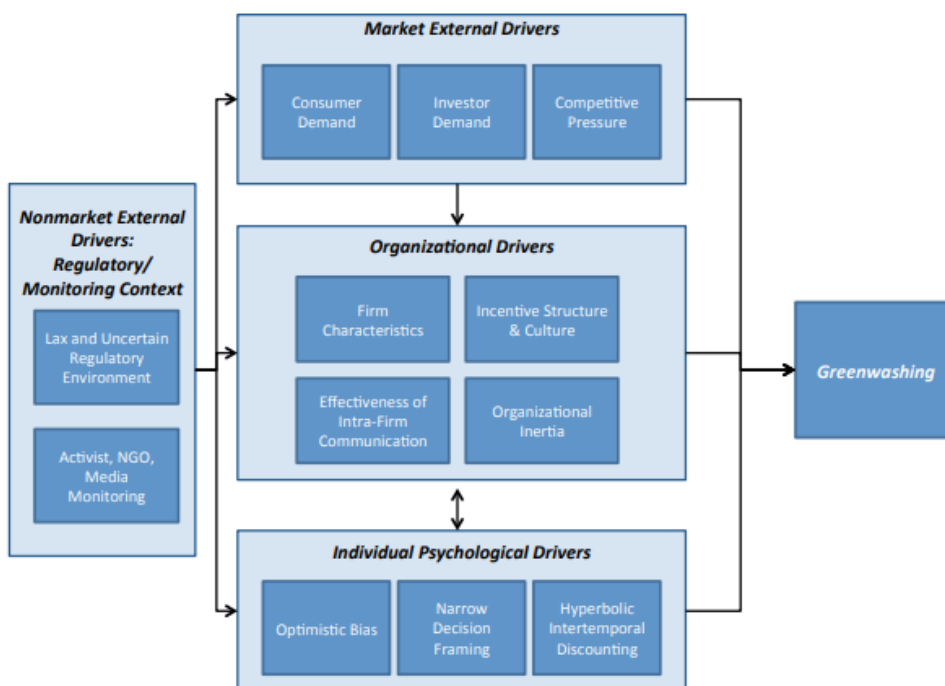 Market External Drivers
Consumer
Demand
Investor
Demand
Competitive
Pressure
Nonmarket External
Drivers:
Regulatory/
Monitoring Context
Lax and Uncertain
Regulatory
Environment
Activist, NGO,
Media
Monitoring
Organizational Drivers
Firm
Characteristics
Incentive Structure
& Culture
Effectiveness of
Intra-Firm
Communication
Organizational
Inertia
Individual Psychological Drivers
Optimistic Bias
Narrow
Decision
Framing
Hyperbolic
Intertemporal
Discounting
Greenwashing